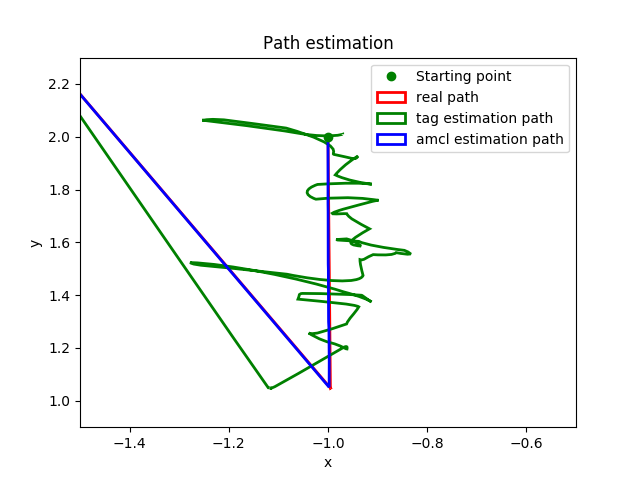 Path estimation
Starting point
real path
tag estimation path
amcl estimation path
2.2
2.0
1.8
1.6
1.4
1.2
1.0
y
−1.4
−1.2
−1.0
−0.8
−0.6
x